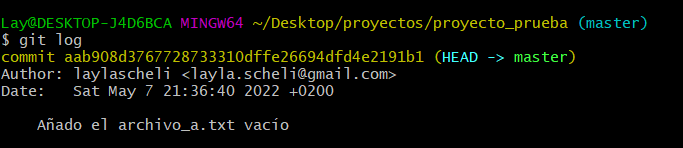 Lay@DESKTOP-J4D6BCA MINGW64 ~/Desktop/proyectos/proyecto_prueba (master)
$ git log
commit aab908d3767728733310dffe26694dfd4e2191b1 (HEAD -> master)
Author: laylascheli <layla.scheli@gmail.com>
Date:   Sat May 7 21:36:40 2022 +0200
    Añado el archivo_a.txt vacío